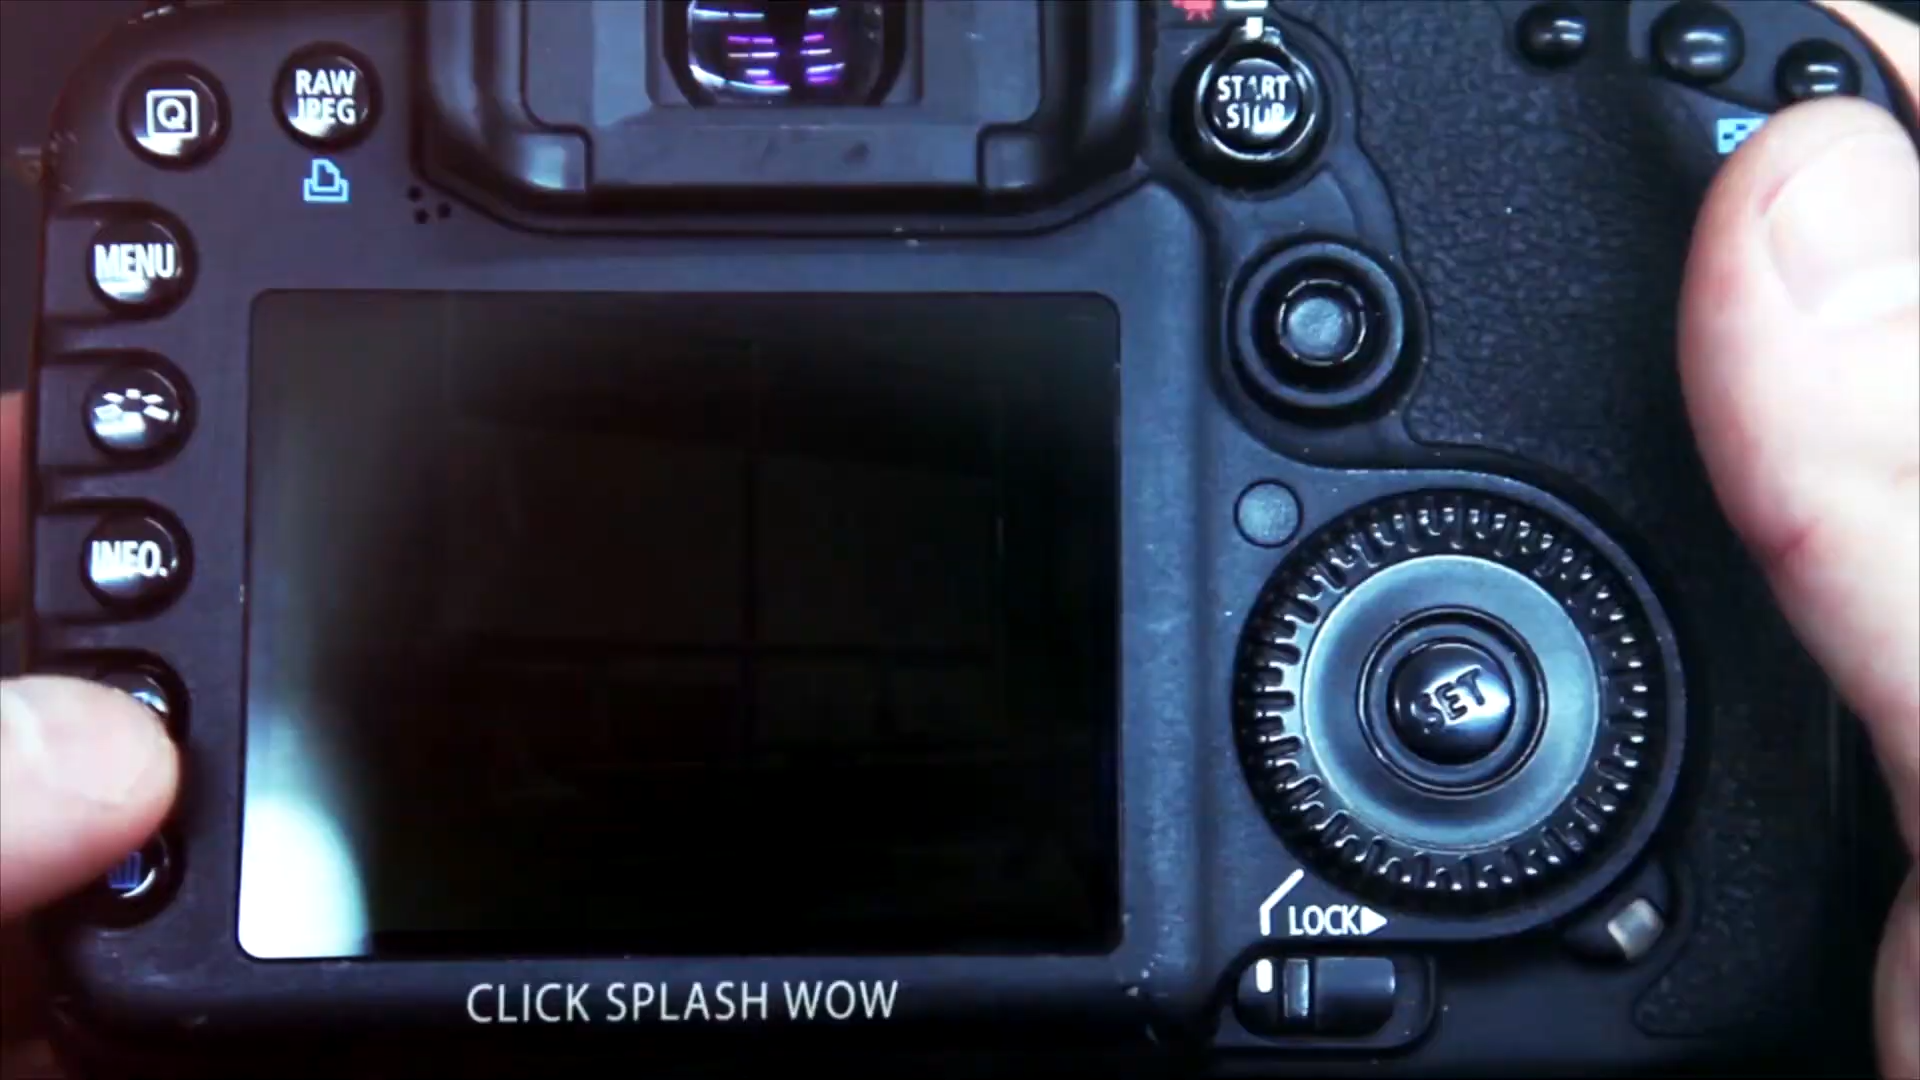 Q
RAW
JPEG
START
STOP
MENU
INFO.
SET
LOCK
CLICK SPLASH WOW